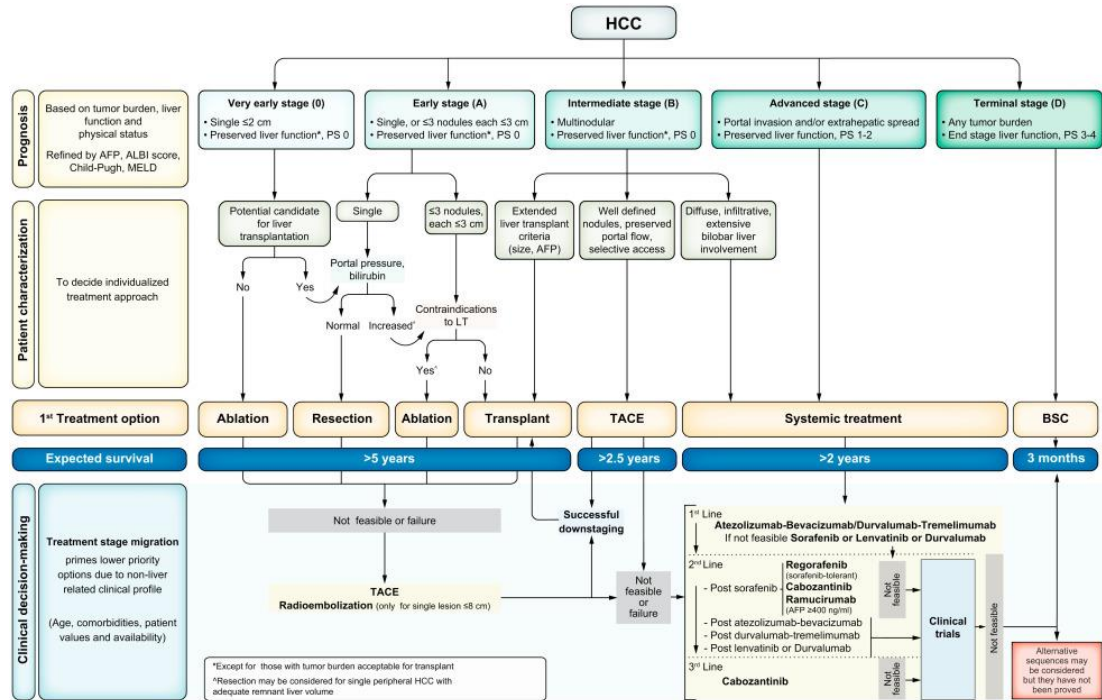 HCC
Prognosis
Based on tumor burden, liver
function and
physical status
Refined by AFP, ALBI score,
Child-Pugh, MELD
Very early stage (0)
• Single ≤2 cm
• Preserved liver function*, PS 0
Early stage (A)
• Single, or ≤3 nodules each ≤3 cm
• Preserved liver function*, PS 0
Intermediate stage (B)
• Multinodular
• Preserved liver function*, PS 0
Advanced stage (C)
• Portal invasion and/or extrahepatic spread
• Preserved liver function, PS 1-2
Terminal stage (D)
• Any tumor burden
• End stage liver function, PS 3-4
Patient characterization
To decide individualized
treatment approach
Potential candidate
for liver
transplantation
Single
≤3 nodules,
each ≤3 cm
Extended
liver transplant
criteria
(size, AFP)
Well defined
nodules, preserved
portal flow,
selective access
Diffuse, infiltrative,
extensive
bilobar liver
involvement
No
Yes
Portal pressure,
bilirubin
Normal
Increased^
Contraindications
to LT
Yes^
No
1st Treatment option
Ablation
Resection
Ablation
Transplant
TACE
Systemic treatment
BSC
Expected survival
>5 years
>2.5 years
>2 years
3 months
Clinical decision-making
Treatment stage migration
primes lower priority
options due to non-liver
related clinical profile
(Age, comorbidities, patient
values and availability)
Not feasible or failure
TACE
Radioembolization (only for single lesion ≤8 cm)
Successful
downstaging
Not
feasible
or
failure
1st Line
Atezolizumab-Bevacizumab/Durvalumab-Tremelimumab
If not feasible Sorafenib or Lenvatinib or Durvalumab
2nd Line
- Post sorafenib
Regorafenib
(sorafenib-tolerant)
Cabozantinib
Ramucirumab
(AFP ≥400 ng/ml)
- Post atezolizumab-bevacizumab
- Post durvalumab-tremelimumab
- Post lenvatinib or Durvalumab
3rd Line
Cabozantinib
Not
feasible
Not
feasible
Clinical
trials
Not feasible
Alternative
sequences may
be considered
but they have not
been proved
*Except for those with tumor burden acceptable for transplant
^Resection may be considered for single peripheral HCC with
adequate remnant liver volume